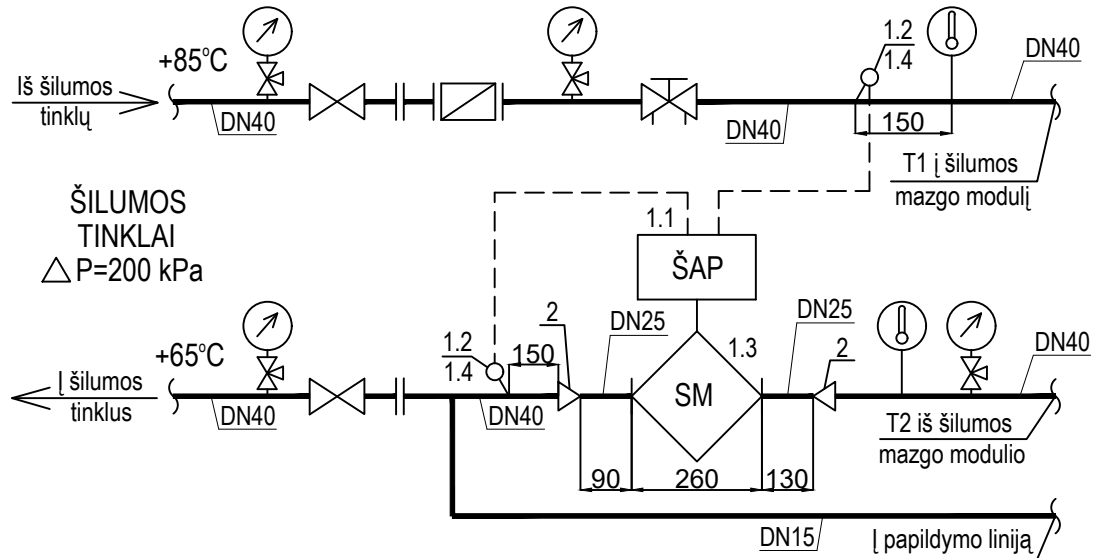 +85°C
1.2
1.4
DN40
Iš šilumos
tinklų
DN40
DN40
150
T1 į šilumos
mazgo modulį
ŠILUMOS
TINKLAI
△ P=200 kPa
1.1
ŠAP
+65°C
1.2
1.4
150
2
DN25
1.3
DN25
2
DN40
Į šilumos
tinklus
DN40
DN40
SM
T2 iš šilumos
mazgo modulio
90
260
130
DN15
Į papildymo liniją